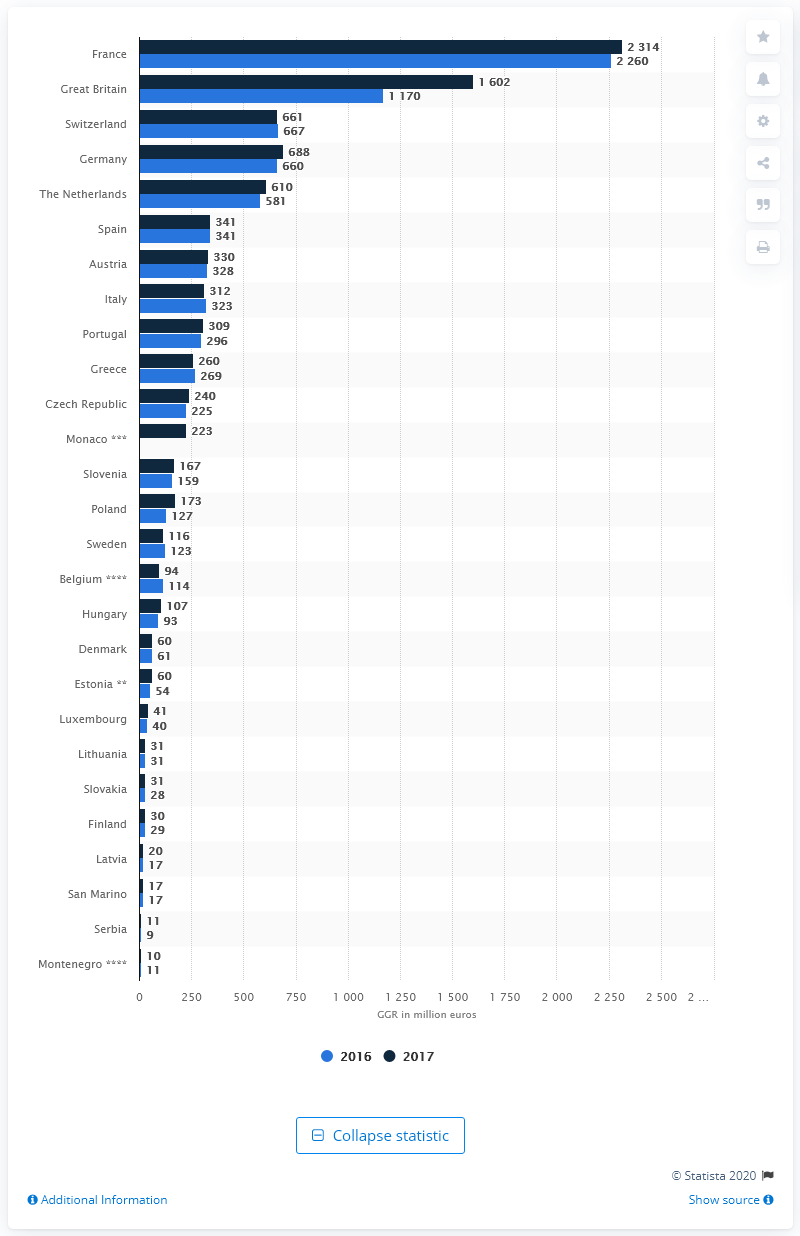 France 2 314
2 260
Great Britain 1 602
1 170
Switzerland 661
667
Germany 688
660
The Netherlands 610
581
Spain 341
341
Austria 330
328
Italy 312
323
Portugal 309
296
Greece 260
269
Czech Republic 240
225
Monaco *** 223
Slovenia 167
159
Poland 173
127
Sweden 116
123
Belgium **** 94
114
Hungary 107
93
Denmark 60
61
Estonia ** 60
54
Luxembourg 41
40
Lithuania 31
31
Slovakia 31
28
Finland 30
29
Latvia 20
17
San Marino 17
17
Serbia 11
9
Montenegro **** 10
11
0 250 500 750 1 000 1 250 1 500 1 750 2 000 2 250 2 500 2 …
GGR in million euros
2016 2017
Collapse statistic
© Statista 2020
Additional Information Show source